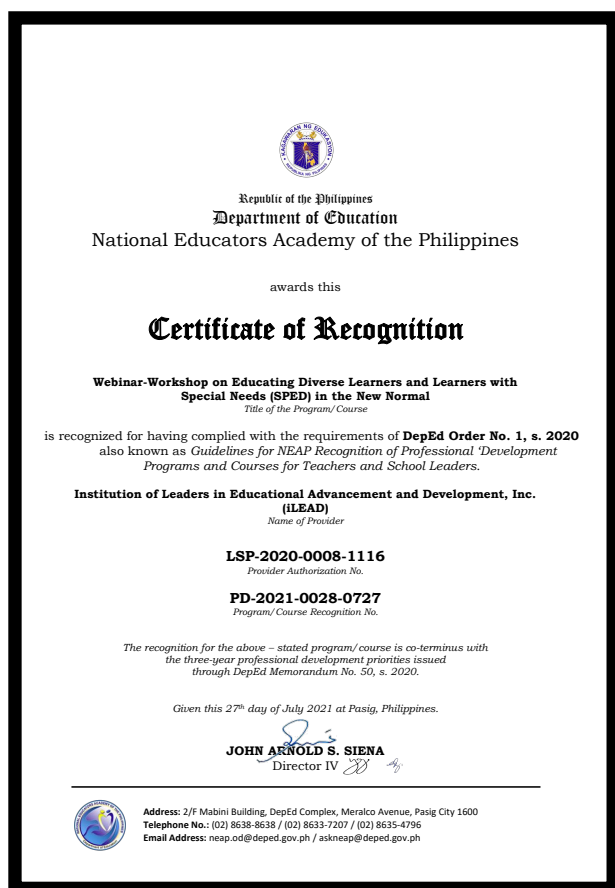 KAGAWARAN NG EDUKASYON
REPUBLIKA NG PILIPINAS
Republic of the Philippines
Department of Education
National Educators Academy of the Philippines
awards this
Certificate of Recognition
Webinar-Workshop on Educating Diverse Learners and Learners with
Special Needs (SPED) in the New Normal
Title of the Program/Course
is recognized for having complied with the requirements of DepEd Order No. 1, s. 2020
also known as Guidelines for NEAP Recognition of Professional ‘Development
Programs and Courses for Teachers and School Leaders.
Institution of Leaders in Educational Advancement and Development, Inc.
(iLEAD)
Name of Provider
LSP-2020-0008-1116
Provider Authorization No.
PD-2021-0028-0727
Program/Course Recognition No.
The recognition for the above – stated program/course is co-terminus with
the three-year professional development priorities issued
through DepEd Memorandum No. 50, s. 2020.
Given this 27th day of July 2021 at Pasig, Philippines.
JOHN ARNOLD S. SIENA
Director IV
Address: 2/F Mabini Building, DepEd Complex, Meralco Avenue, Pasig City 1600
Telephone No.: (02) 8638-8638 / (02) 8633-7207 / (02) 8635-4796
Email Address: neap.od@deped.gov.ph / askneap@deped.gov.ph